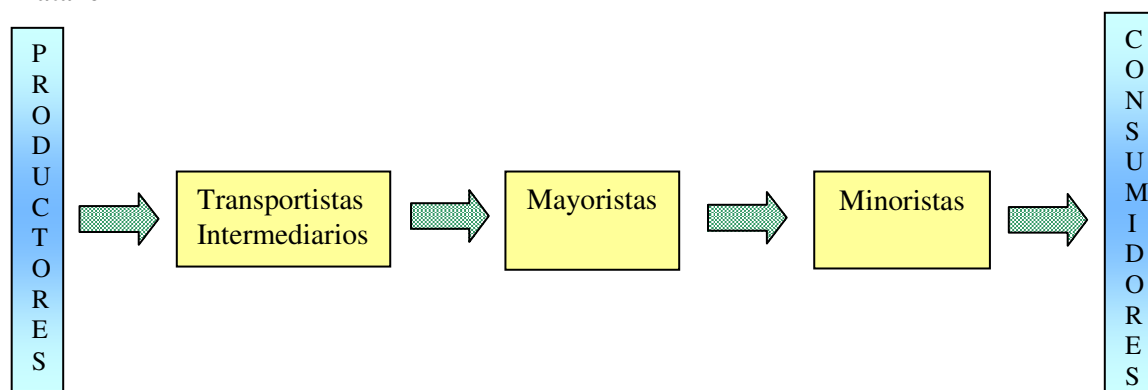 PRODUCTORES
Transportistas
Intermediarios
Mayoristas
Minoristas
CONSUMIDORES